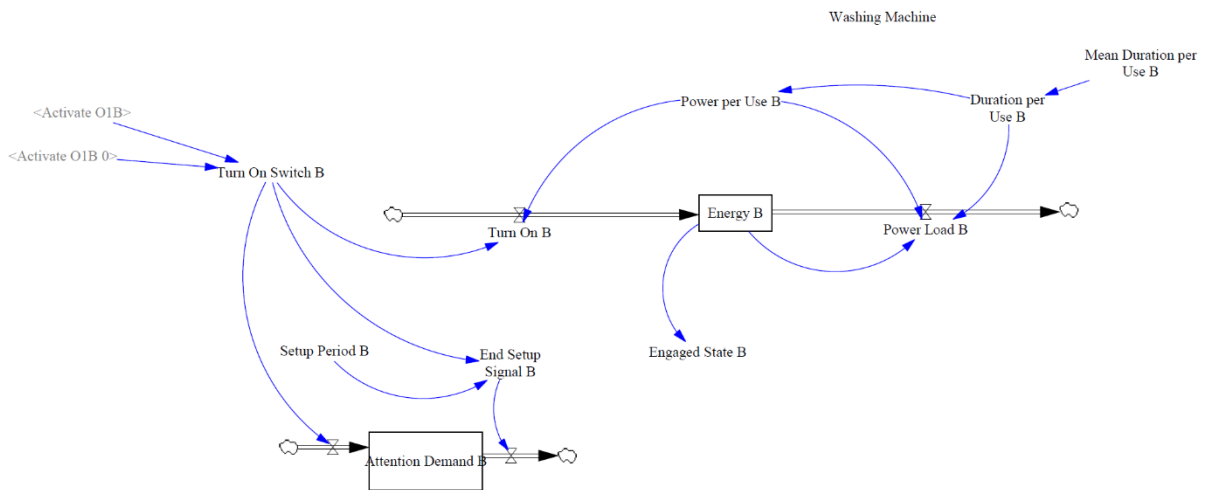 Washing Machine
Mean Duration per
Use B
<Activate O1B>
Power per Use B
Duration per
Use B
<Activate O1B 0>
Turn On Switch B
Energy B
Turn On B
Power Load B
Setup Period B
End Setup
Signal B
Engaged State B
Attention Demand B